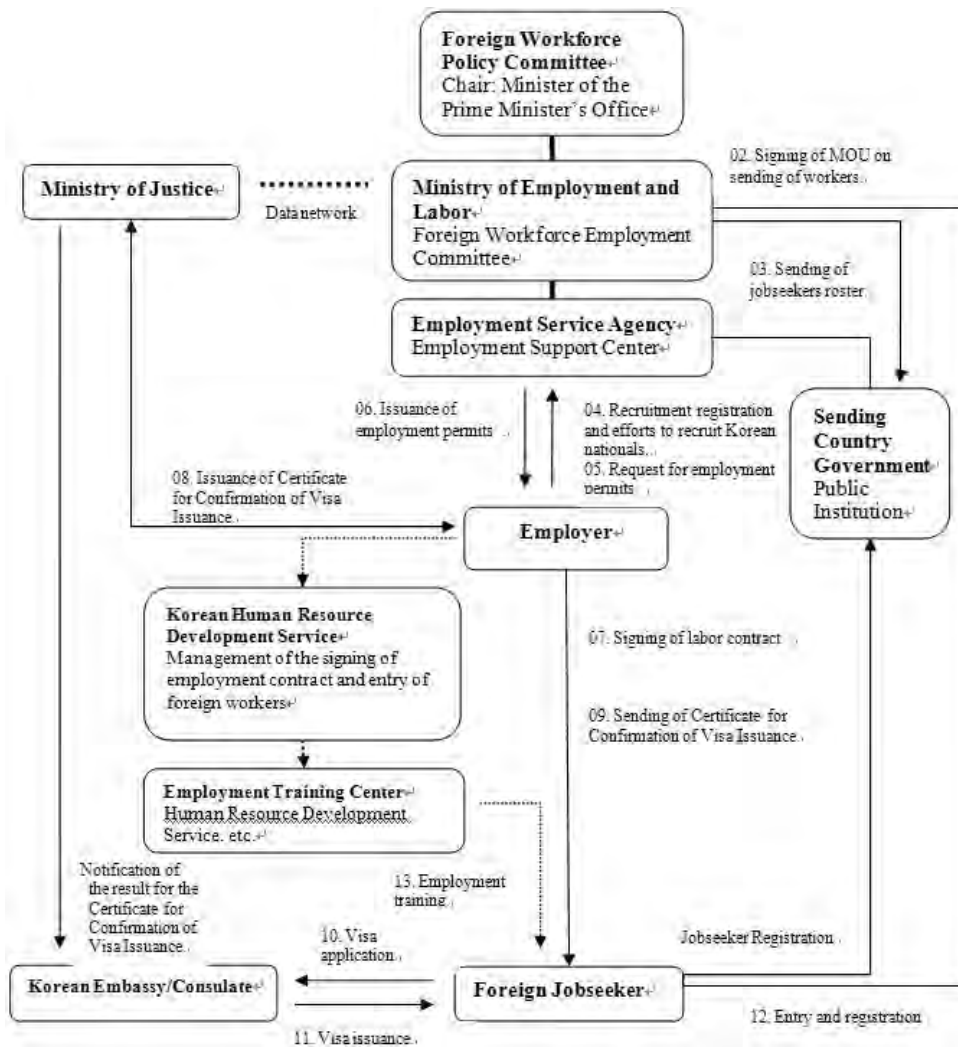 Foreign Workforce
Policy Committee↵
Chair: Minister of the
Prime Minister's Office↵
02. Signing of MOU on
sending of workers.
Ministry of Justice↵
Data network
Ministry of Employment and
Labor↵
Foreign Workforce Employment
Committee↵
03. Sending of
jobseekers roster
Employment Service Agency↵
Employment Support Center↵
06. Issuance of
employment permits
04. Recruitment registration
and efforts to recruit Korean
nationals.
05. Request for employment
permits
Sending
Country
Government↵
Public
Institution↵
08. Issuance of Certificate
for Confirmation of Visa
Issuance
Employer↵
Korean Human Resource
Development Service↵
Management of the signing of
employment contract and entry of
foreign workers↵
07. Signing of labor contract
09. Sending of Certificate for
Confirmation of Visa Issuance
Employment Training Center↵
Human Resource Development
Service. etc.↵
Notification of
the result for the
Certificate for
Confirmation of
Visa Issuance
13. Employment
training
10. Visa
application
Jobseeker Registration
Korean Embassy/Consulate↵
Foreign Jobseeker↵
11. Visa issuance
12. Entry and registration